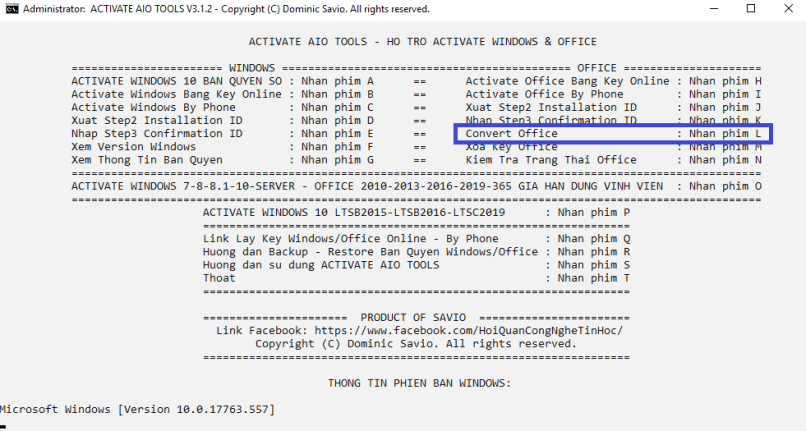 Administrator: ACTIVATE AIO TOOLS V3.1.2 - Copyright (C) Dominic Savio. All rights reserved.
ACTIVATE AIO TOOLS - HO TRO ACTIVATE WINDOWS & OFFICE
====================== WINDOWS ========================================== OFFICE =====================
ACTIVATE WINDOWS 10 BAN QUYEN SO : Nhan phim A == Activate Office Bang Key Online : Nhan phim H
Activate Windows Bang Key Online : Nhan phim B == Activate Office By Phone : Nhan phim I
Activate Windows By Phone : Nhan phim C == Xuat Step2 Installation ID : Nhan phim J
Xuat Step2 Installation ID : Nhan phim D == Nhap Step3 Confirmation ID : Nhan phim K
Nhap Step3 Confirmation ID : Nhan phim E == Convert Office : Nhan phim L
Xem Version Windows : Nhan phim F == Xoa Key Office : Nhan phim M
Xem Thong Tin Ban Quyen : Nhan phim G == Kiem Tra Trang Thai Office : Nhan phim N
=========================================================================================================
ACTIVATE WINDOWS 7-8-8.1-10-SERVER - OFFICE 2010-2013-2016-2019-365 GIA HAN DUNG VINH VIEN : Nhan phim O
=========================================================================================================
ACTIVATE WINDOWS 10 LTSB2015-LTSB2016-LTSC2019 : Nhan phim P
=================================================================
Link Lay Key Windows/Office Online - By Phone : Nhan phim Q
Huong dan Backup - Restore Ban Quyen Windows/Office : Nhan phim R
Huong dan su dung ACTIVATE AIO TOOLS : Nhan phim S
Thoat : Nhan phim T
=================================================================
====================== PRODUCT OF SAVIO =======================
Link Facebook: https://www.facebook.com/HoiQuanCongNgheTinHoc/
Copyright (C) Dominic Savio. All rights reserved.
=================================================================
THONG TIN PHIEN BAN WINDOWS:
Microsoft Windows [Version 10.0.17763.557]